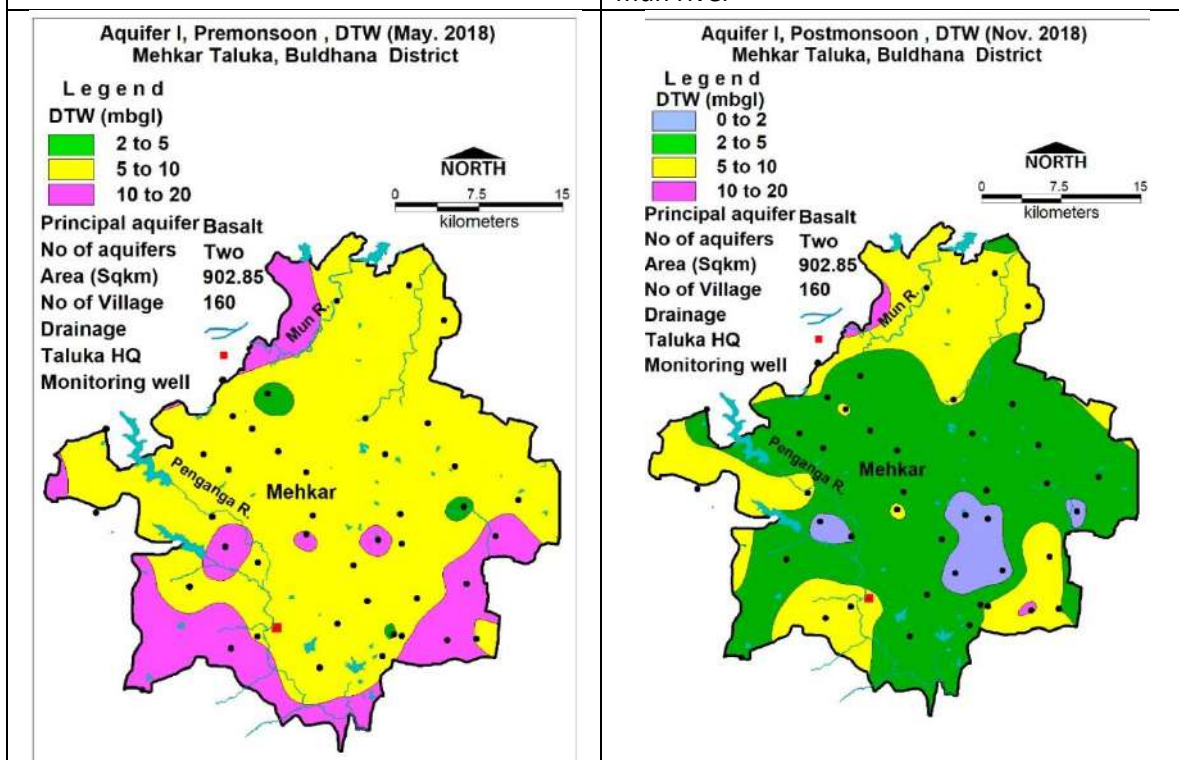 Mun river
Aquifer I, Premonsoon , DTW (May. 2018)
Mehkar Taluka, Buldhana District
Legend
DTW (mbgl)
2 to 5
5 to 10
10 to 20
NORTH
0 7.5 15
kilometers
Principal aquifer Basalt
No of aquifers Two
Area (Sqkm) 902.85
No of Village 160
Drainage
Taluka HQ
Monitoring well
Mun R.
Penganga R.
Mehkar
Aquifer I, Postmonsoon , DTW (Nov. 2018)
Mehkar Taluka, Buldhana District
Legend
DTW (mbgl)
0 to 2
2 to 5
5 to 10
10 to 20
NORTH
0 7.5 15
kilometers
Principal aquifer Basalt
No of aquifers Two
Area (Sqkm) 902.85
No of Village 160
Drainage
Taluka HQ
Monitoring well
Mun R.
Penganga R.
Mehkar